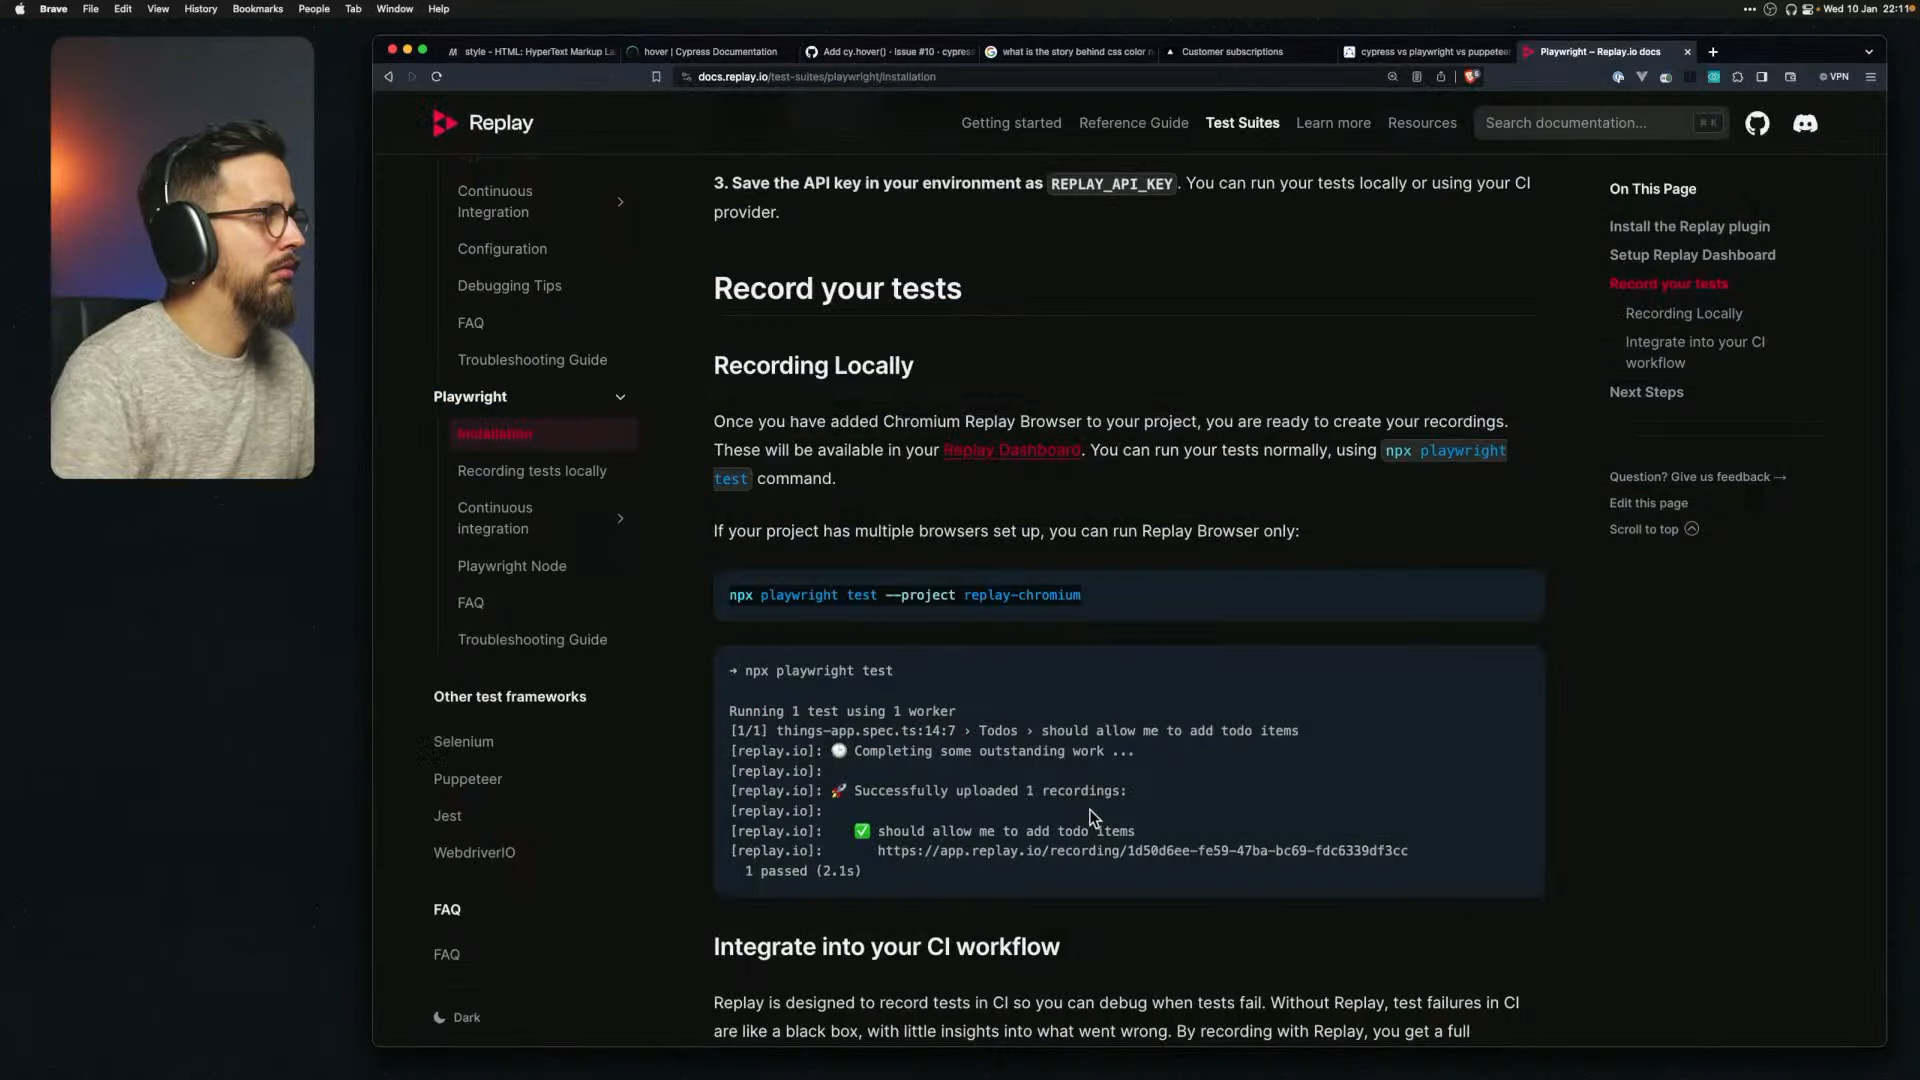 Brave File Edit View History Bookmarks People Tab Window Help
Wed 10 Jan 22:11
style - HTML: HyperText Markup La
hover | Cypress Documentation
Add cy.hover() · Issue #10 · cypress
what is the story behind css color n
Customer subscriptions
cypress vs playwright vs puppeteer
Playwright – Replay.io docs
docs.replay.io/test-suites/playwright/installation
VPN
Replay
Getting started Reference Guide Test Suites Learn more Resources
Search documentation... ⌘ K
Continuous
Integration
Configuration
Debugging Tips
FAQ
Troubleshooting Guide
Playwright
Installation
Recording tests locally
Continuous
integration
Playwright Node
FAQ
Troubleshooting Guide
Other test frameworks
Selenium
Puppeteer
Jest
WebdriverIO
FAQ
FAQ
Dark
3. Save the API key in your environment as REPLAY_API_KEY. You can run your tests locally or using your CI
provider.
Record your tests
Recording Locally
Once you have added Chromium Replay Browser to your project, you are ready to create your recordings.
These will be available in your Replay Dashboard. You can run your tests normally, using npx playwright
test command.
If your project has multiple browsers set up, you can run Replay Browser only:
npx playwright test --project replay-chromium
→ npx playwright test
Running 1 test using 1 worker
[1/1] things-app.spec.ts:14:7 › Todos › should allow me to add todo items
[replay.io]: 🕑 Completing some outstanding work ...
[replay.io]:
[replay.io]: 🚀 Successfully uploaded 1 recordings:
[replay.io]:
[replay.io]: ✅ should allow me to add todo items
[replay.io]: https://app.replay.io/recording/1d50d6ee-fe59-47ba-bc69-fdc6339df3cc
1 passed (2.1s)
Integrate into your CI workflow
Replay is designed to record tests in CI so you can debug when tests fail. Without Replay, test failures in CI
are like a black box, with little insights into what went wrong. By recording with Replay, you get a full
On This Page
Install the Replay plugin
Setup Replay Dashboard
Record your tests
Recording Locally
Integrate into your CI
workflow
Next Steps
Question? Give us feedback →
Edit this page
Scroll to top